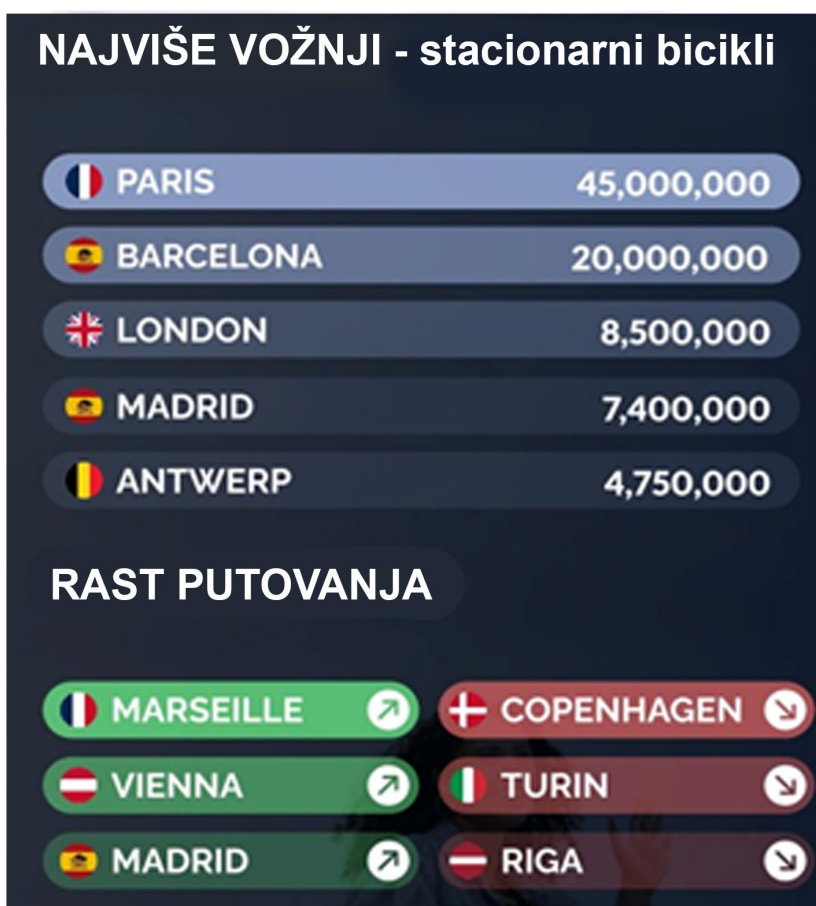 NAJVIŠE VOŽNJI - stacionarni bicikli
PARIS 45,000,000
BARCELONA 20,000,000
LONDON 8,500,000
MADRID 7,400,000
ANTWERP 4,750,000
RAST PUTOVANJA
MARSEILLE COPENHAGEN
VIENNA TURIN
MADRID RIGA